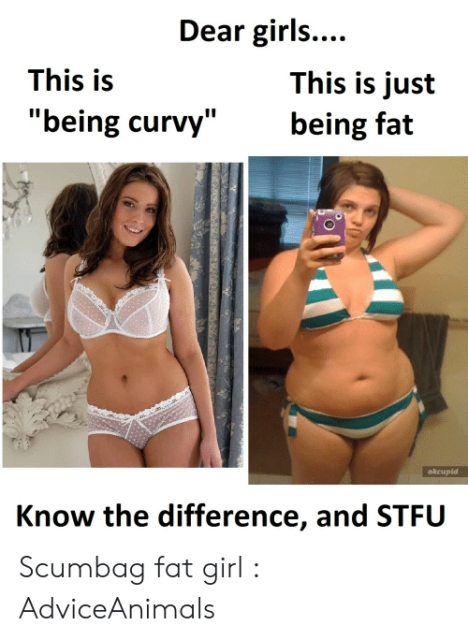 Dear girls....
This is
"being curvy"
This is just
being fat
okcupid
Know the difference, and STFU
Scumbag fat girl :
AdviceAnimals